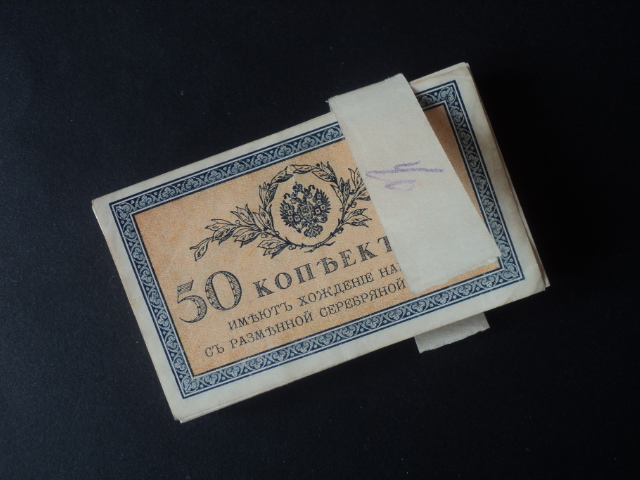 50 КОПѢЕКЪ
ИМѢЮТЪ ХОЖДЕНІЕ НА
СЪ РАЗМѢННОЙ СЕРЕБРЯНОЙ